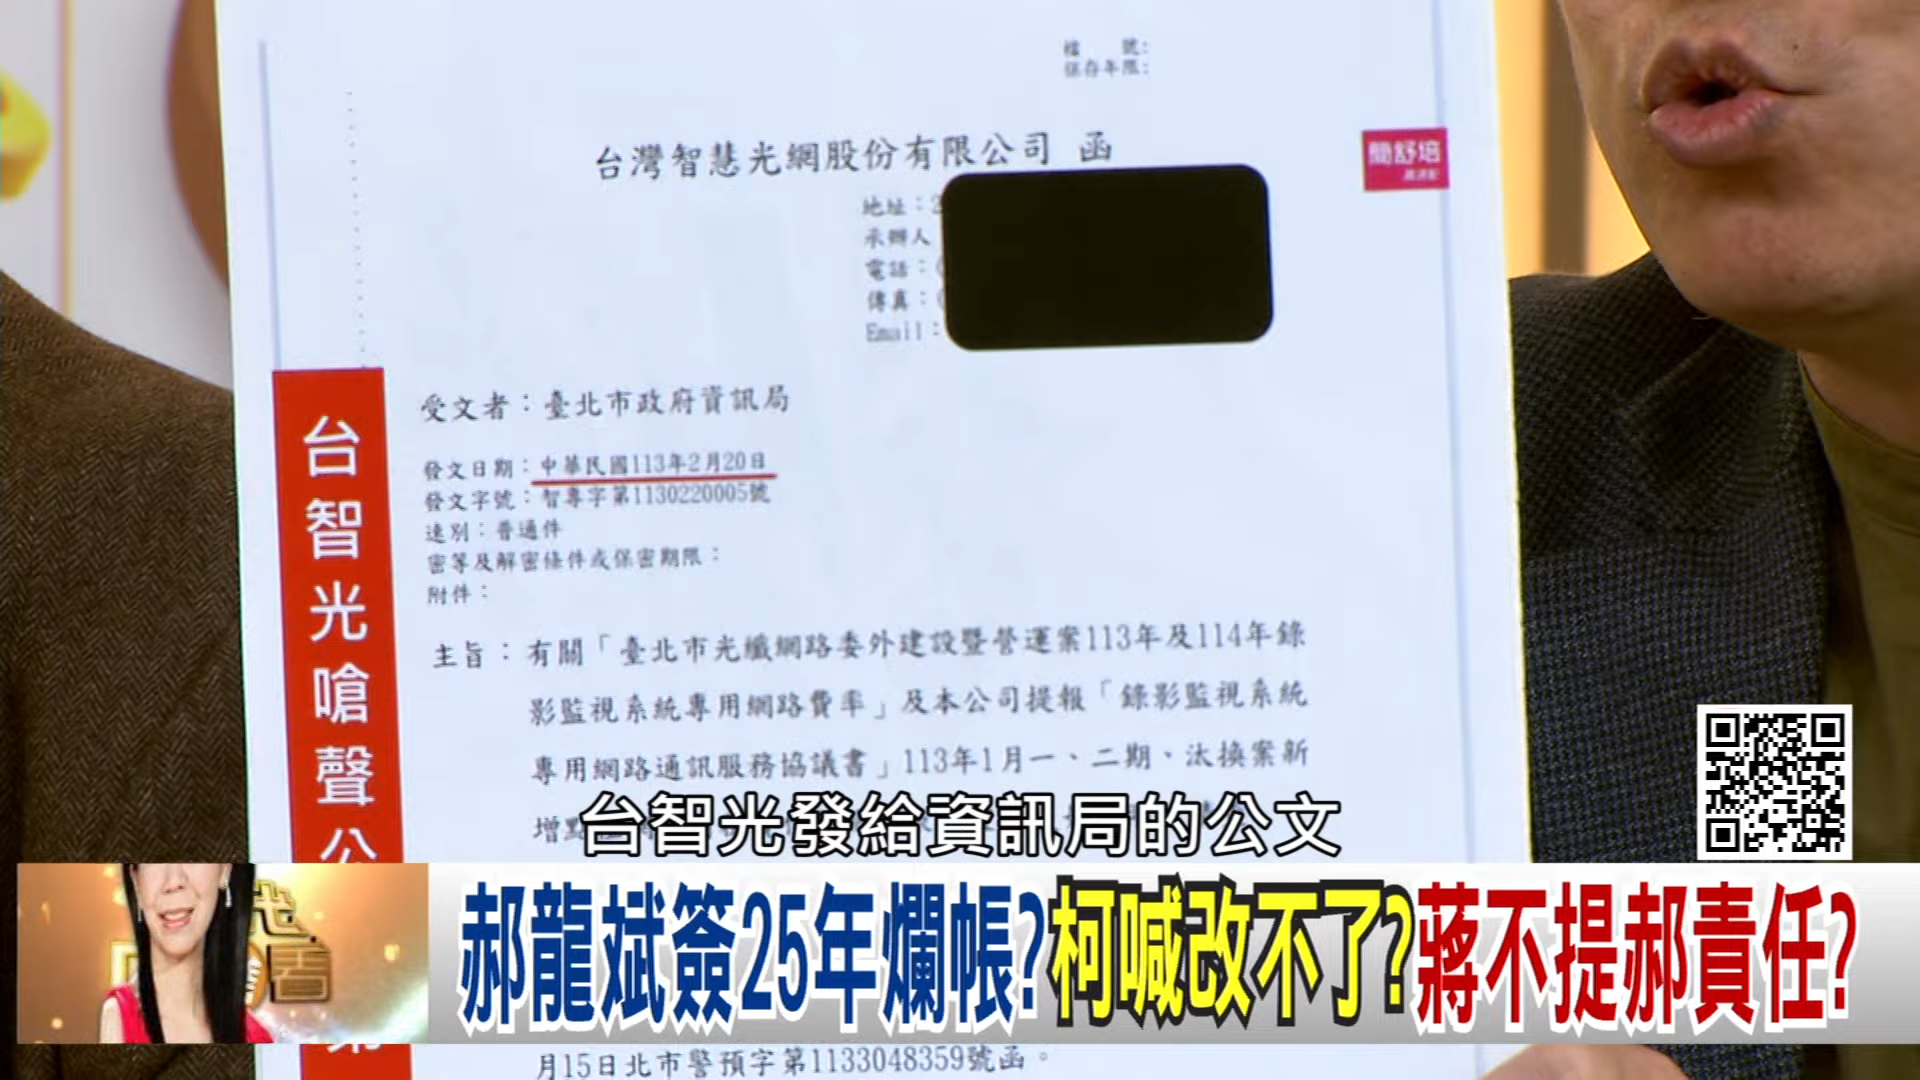 檔 號:
保存年限:
台灣智慧光網股份有限公司 函
簡舒培
地址：2
承辦人
電話：(
傳真：(
Email：
受文者：臺北市政府資訊局
發文日期：中華民國113年2月20日
發文字號：智專字第1130220005號
速別：普通件
密等及解密條件或保密期限：
附件：
主旨：有關「臺北市光纖網路委外建設暨營運案113年及114年錄
影監視系統專用網路費率」及本公司提報「錄影監視系統
專用網路通訊服務協議書」113年1月一、二期、汰換案新
增點
台智光嗆聲公
台智光發給資訊局的公文
郝龍斌簽25年爛帳?柯喊改不了?蔣不提郝責任?
月15日北市警預字第1133048359號函。